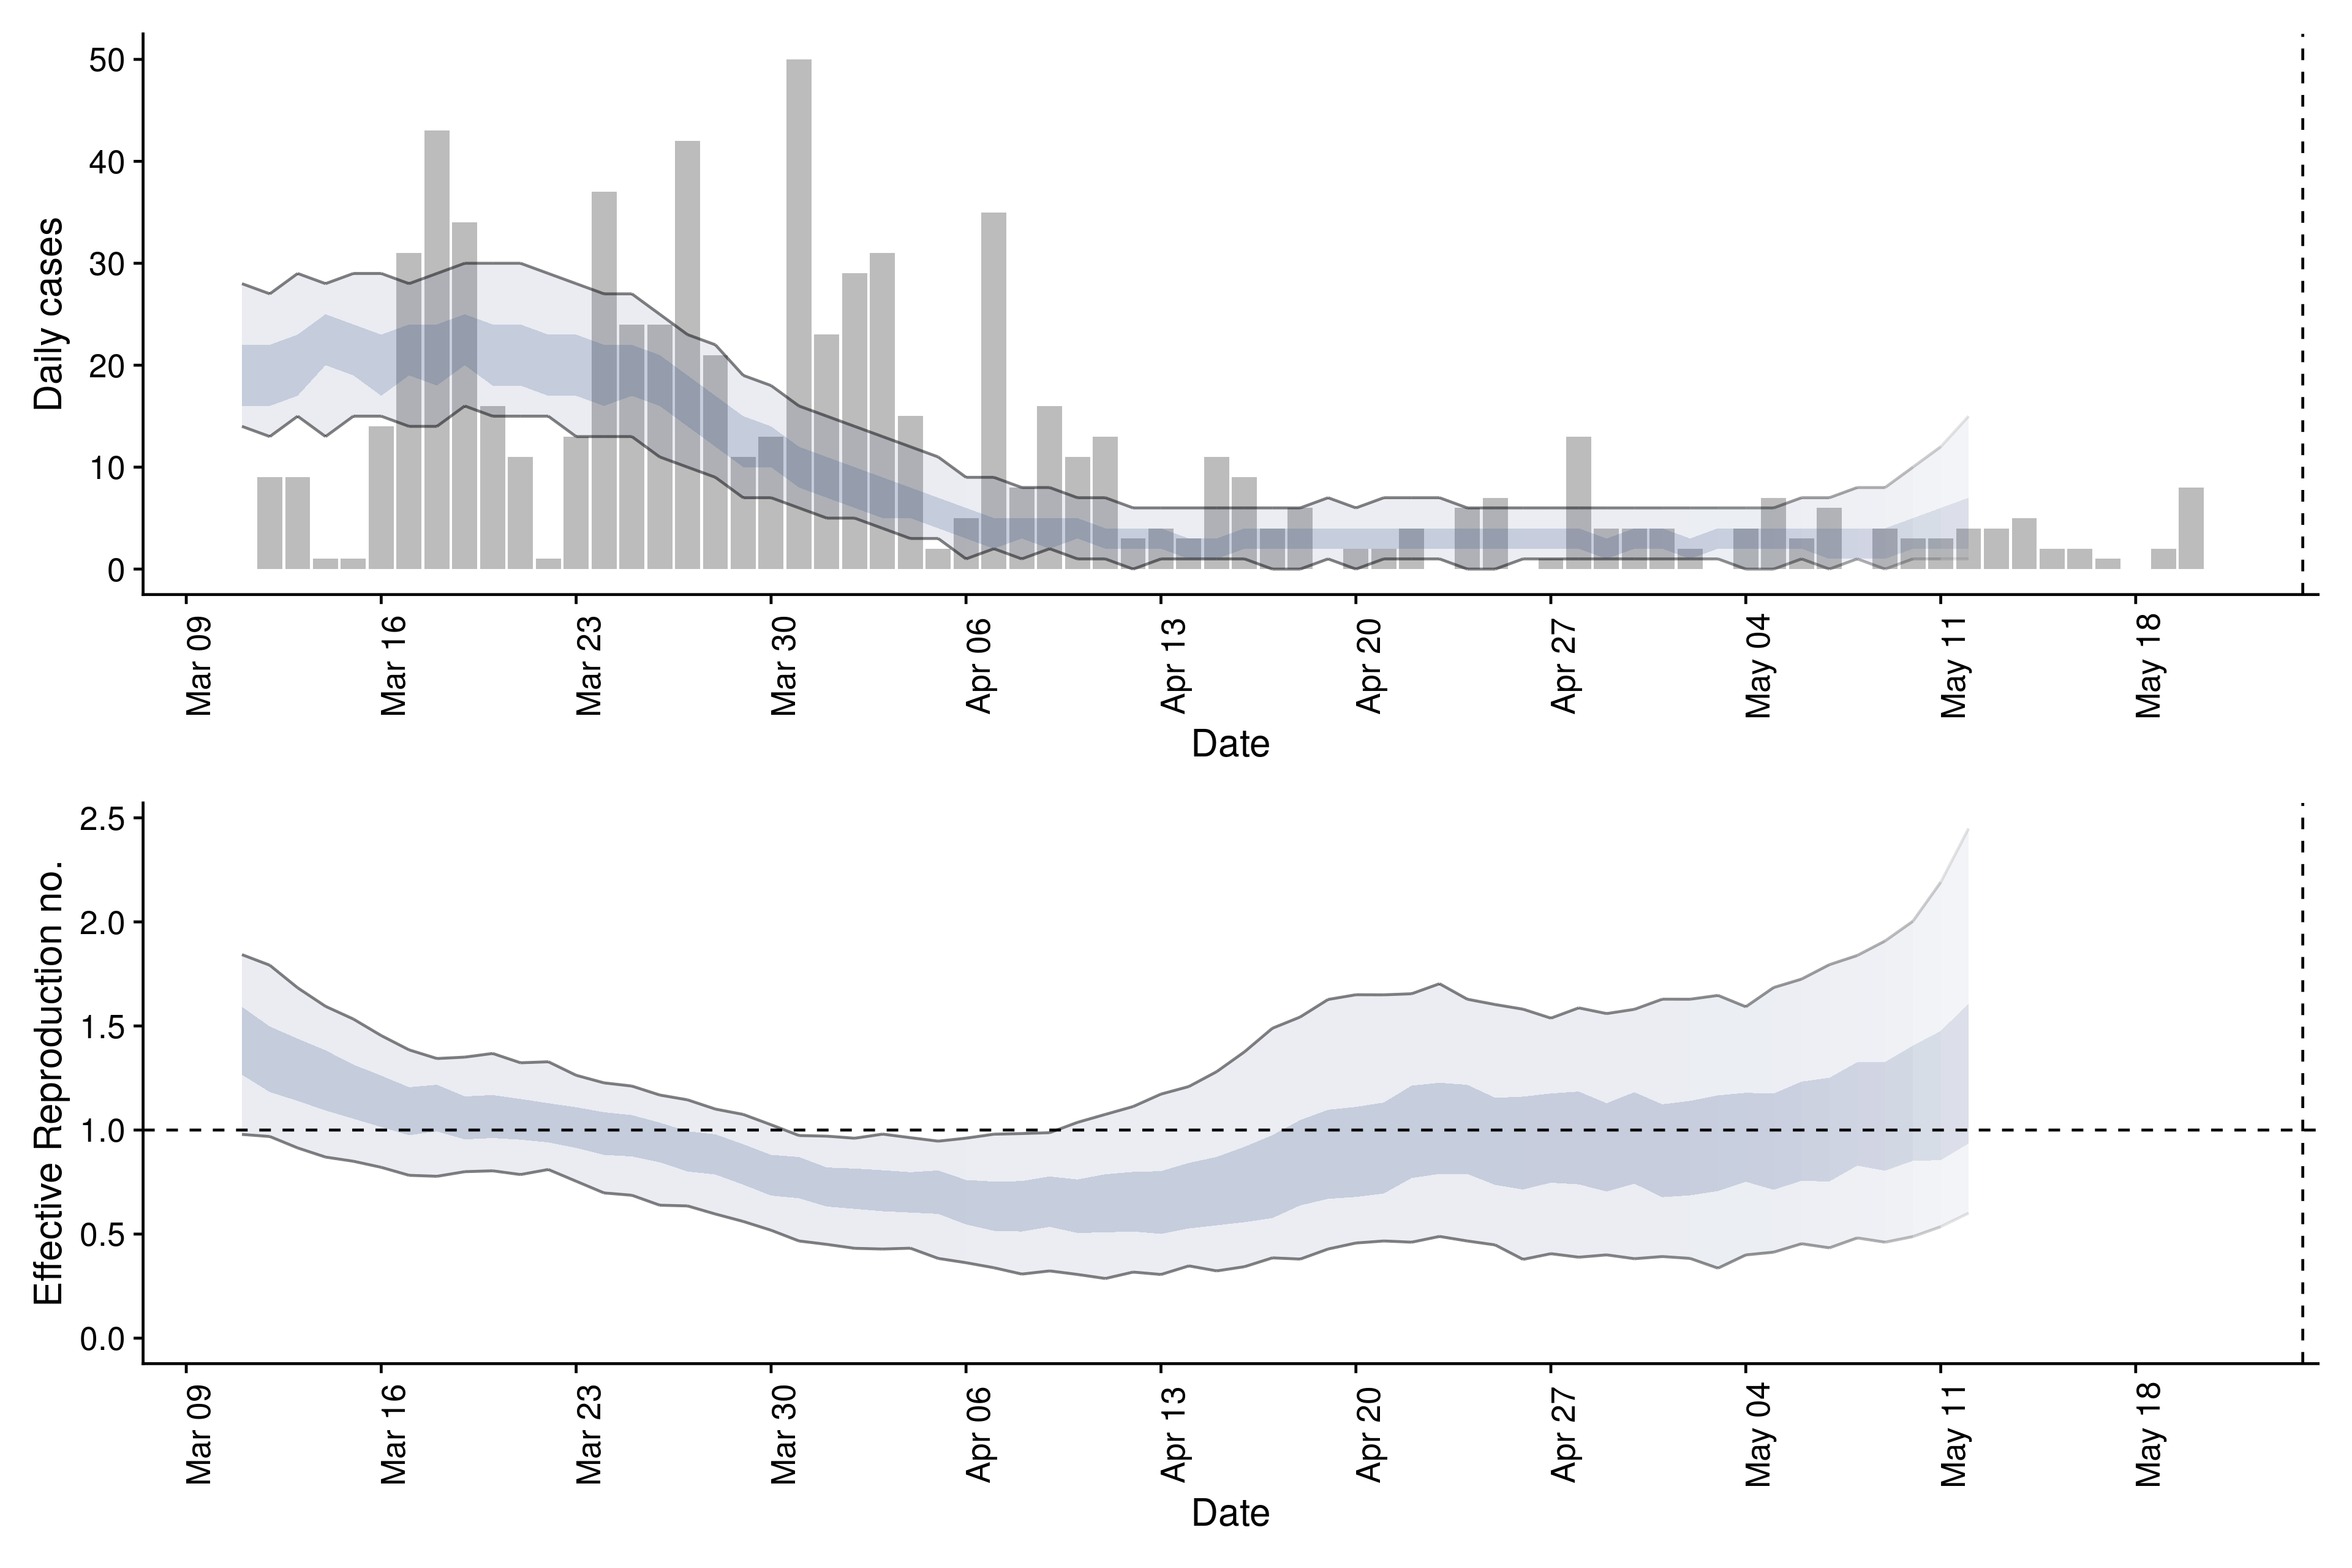 Daily cases
50
40
30
20
10
0
Mar 09
Mar 16
Mar 23
Mar 30
Apr 06
Apr 13
Apr 20
Apr 27
May 04
May 11
May 18
Date
Effective Reproduction no.
2.5
2.0
1.5
1.0
0.5
0.0
Mar 09
Mar 16
Mar 23
Mar 30
Apr 06
Apr 13
Apr 20
Apr 27
May 04
May 11
May 18
Date